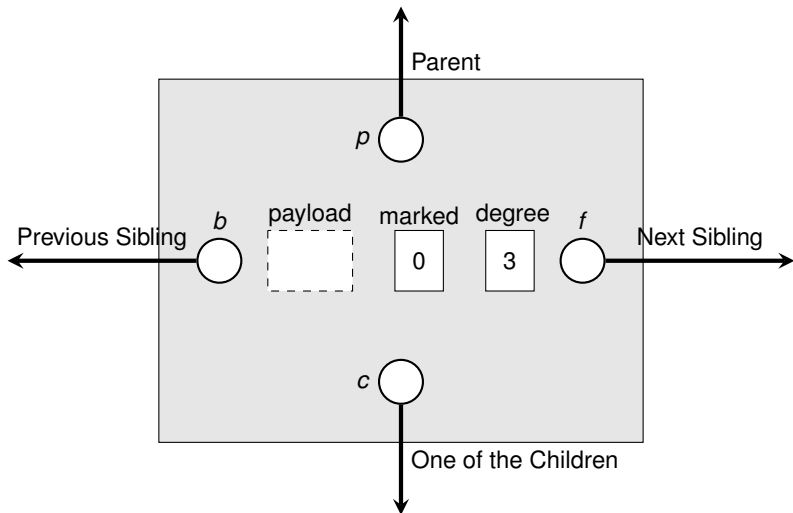 Parent
p
payload marked degree
b f
Previous Sibling Next Sibling
0 3
c
One of the Children